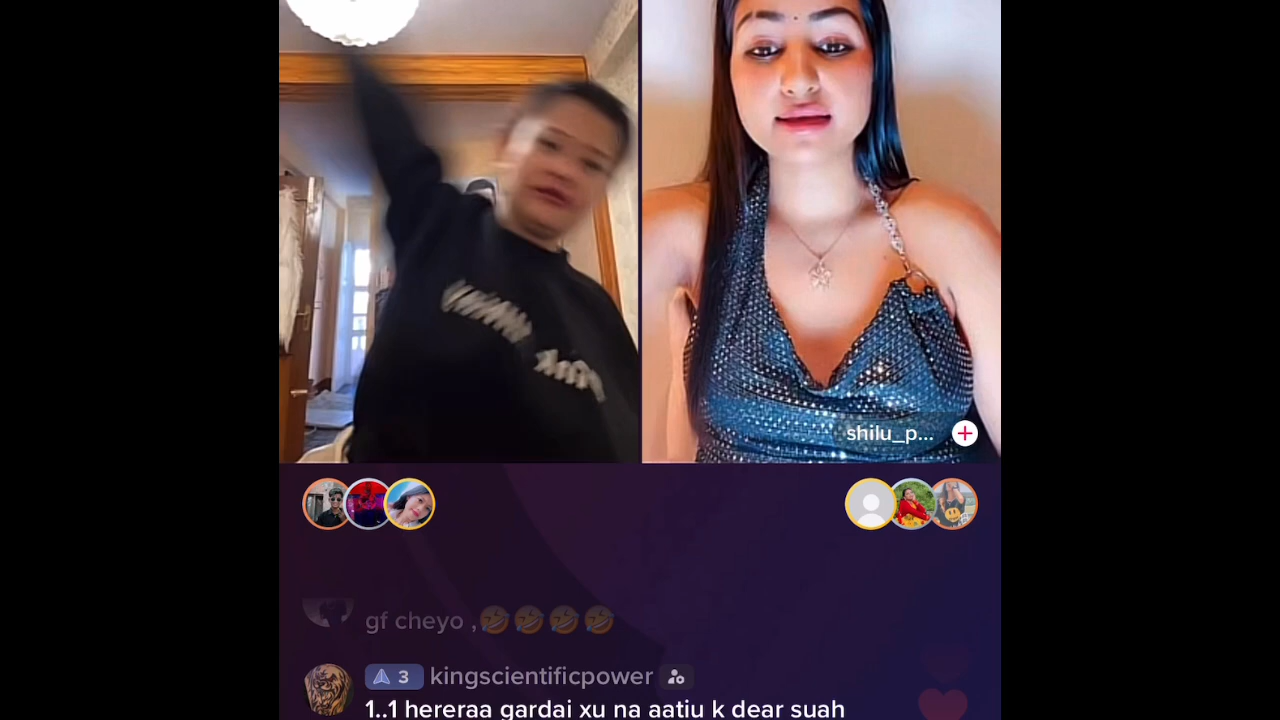 shilu_p...
gf cheyo ,🤣🤣🤣🤣
3 kingscientificpower
1..1 hereraa gardai xu na aatiu k dear suah